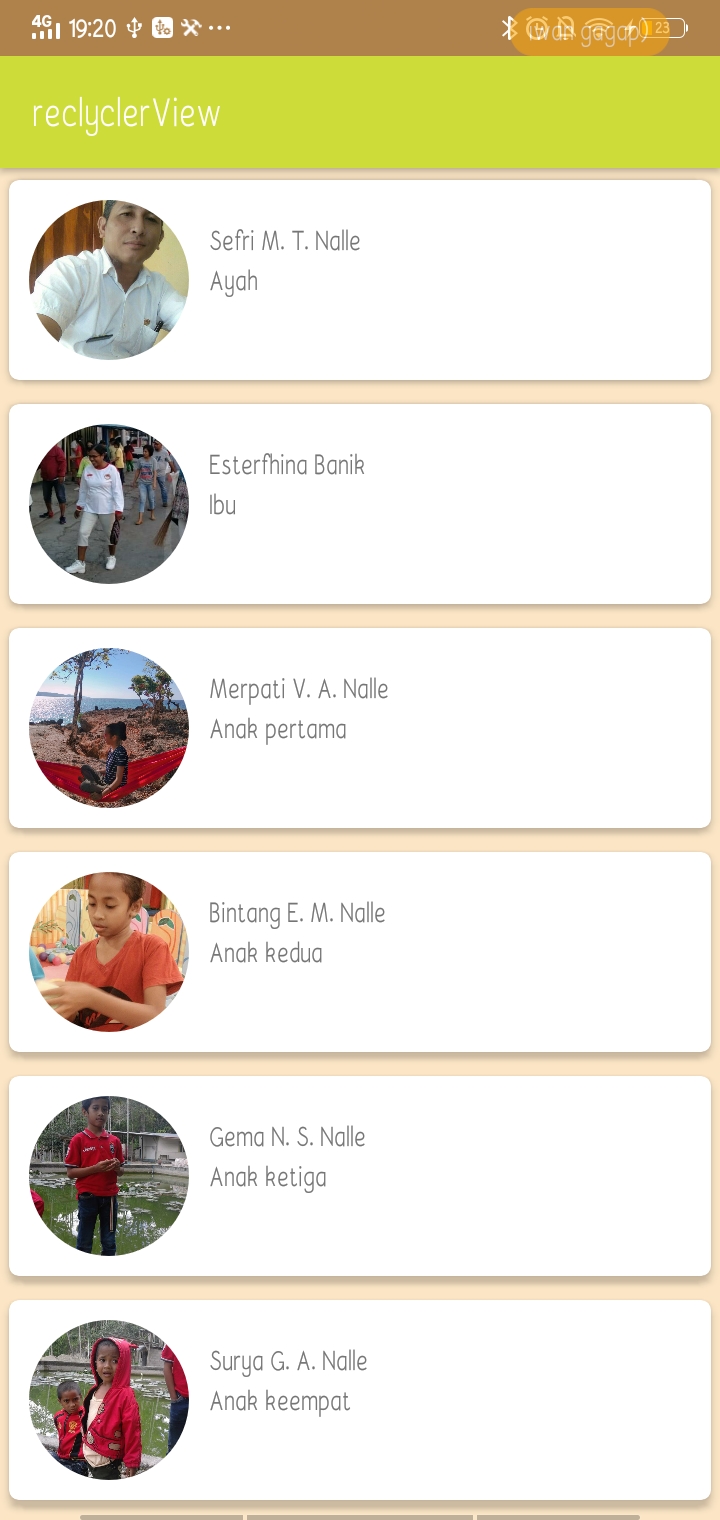 4G 19:20 23
(wan gagap)
reclyclerView
Sefri M. T. Nalle
Ayah
Esterfhina Banik
Ibu
Merpati V. A. Nalle
Anak pertama
Bintang E. M. Nalle
Anak kedua
Gema N. S. Nalle
Anak ketiga
Surya G. A. Nalle
Anak keempat